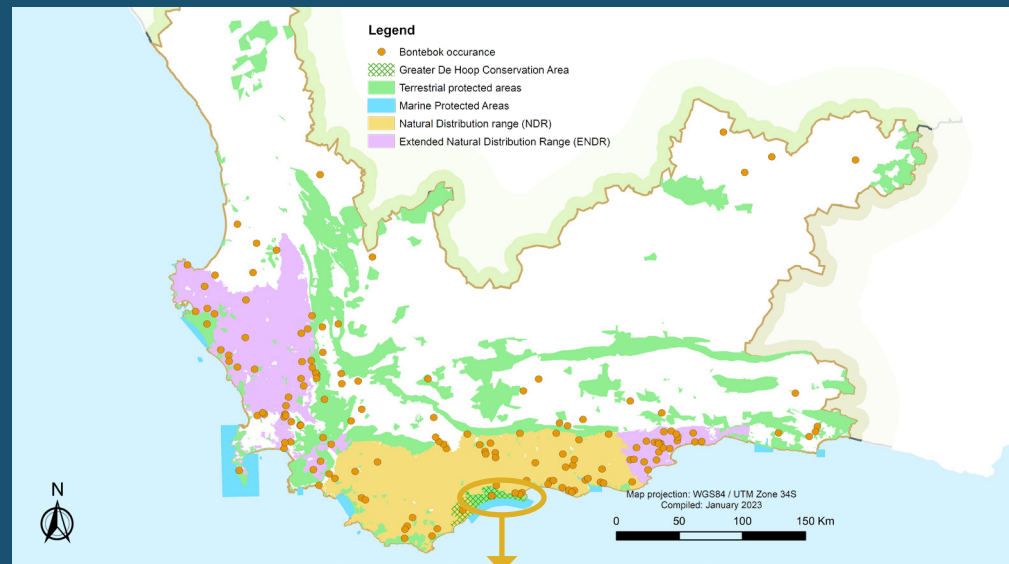 Legend
Bontebok occurance
Greater De Hoop Conservation Area
Terrestrial protected areas
Marine Protected Areas
Natural Distribution range (NDR)
Extended Natural Distribution Range (ENDR)
N
Map projection: WGS84 / UTM Zone 34S
Compiled: January 2023
0 50 100 150 Km